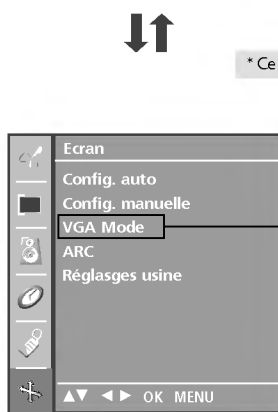 * Ce
Ecran
Config. auto
Config. manuelle
VGA Mode
ARC
Réglasges usine
▲▼ ◄► OK MENU